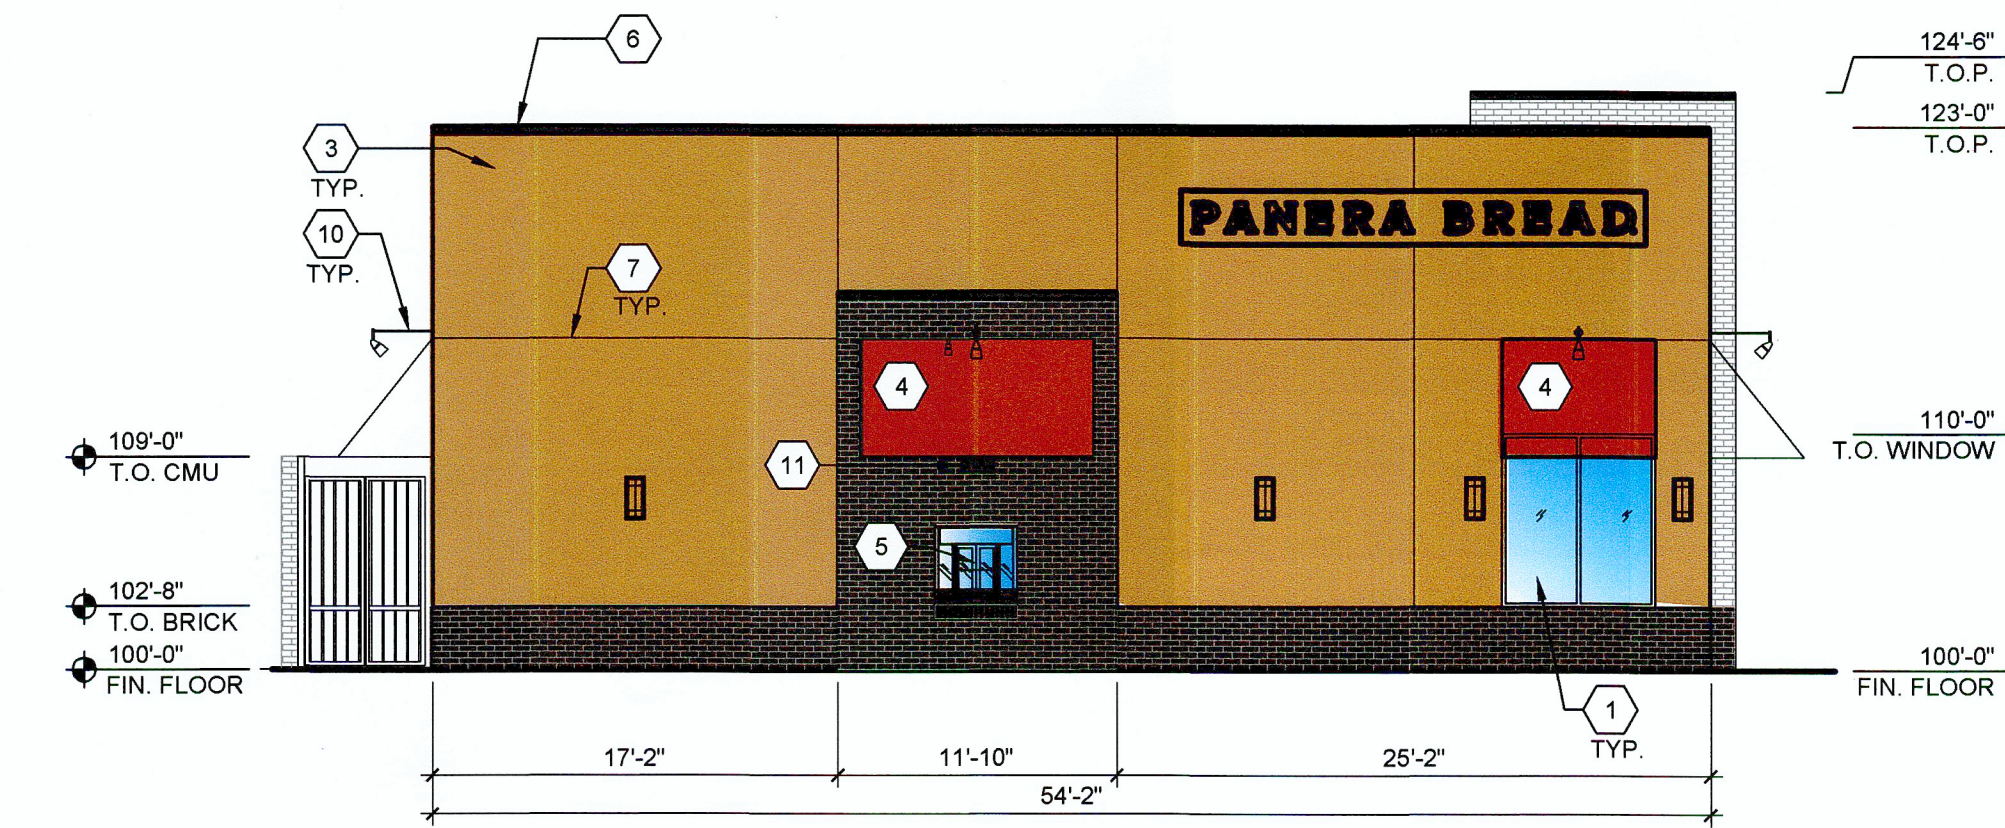 6
124'-6"
T.O.P.
123'-0"
T.O.P.
3
TYP.
10
TYP.
7
TYP.
PANERA BREAD
4
4
109'-0"
T.O. CMU
11
110'-0"
T.O. WINDOW
5
102'-8"
T.O. BRICK
100'-0"
FIN. FLOOR
100'-0"
FIN. FLOOR
1
TYP.
17'-2"
11'-10"
25'-2"
54'-2"